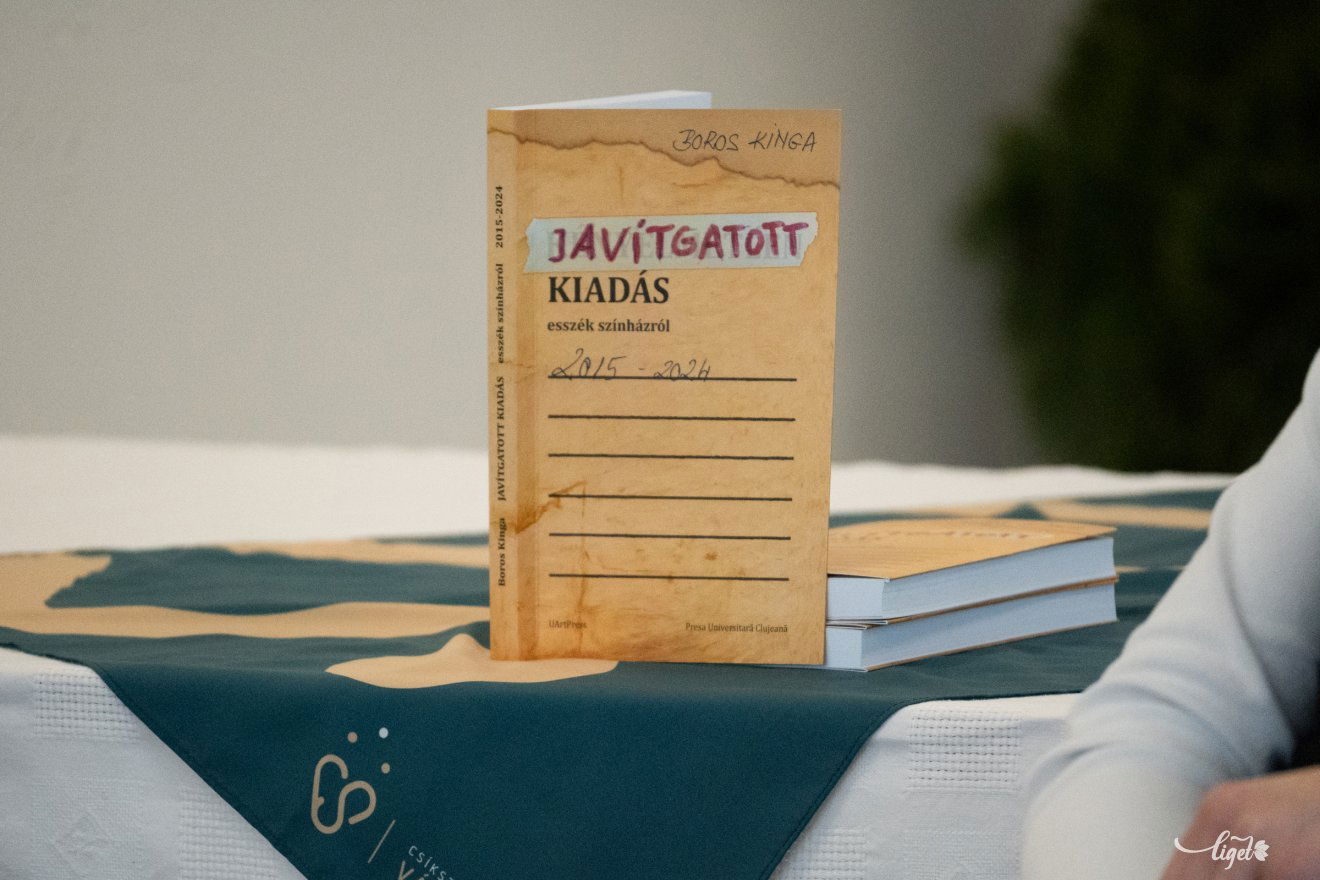 BOROS KINGA
JAVÍTGATOTT
KIADÁS
esszék színházról
2015 - 2024
UArtPress
Presa Universitară Clujeană
Boros Kinga JAVÍTGATOTT KIADÁS esszék színházról 2015-2024
liget